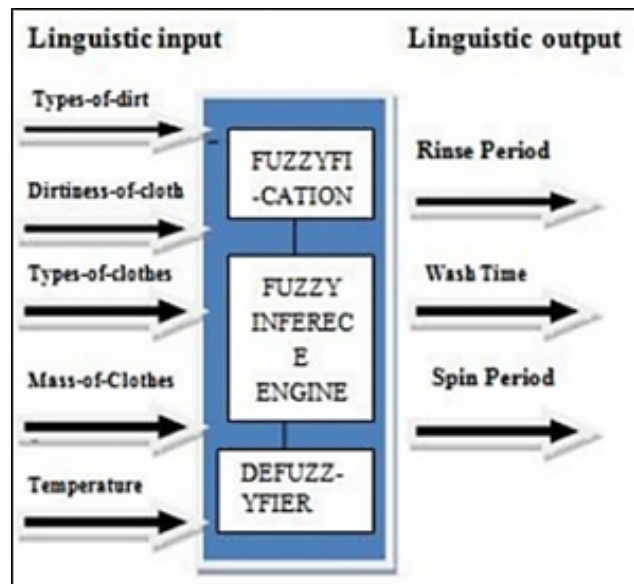 Linguistic input
Linguistic output
Types-of-dirt
Dirtiness-of-cloth
Types-of-clothes
Mass-of-Clothes
Temperature
FUZZYFI
-CATION
FUZZY
INFEREC
E
ENGINE
DEFUZZ-
YFIER
Rinse Period
Wash Time
Spin Period